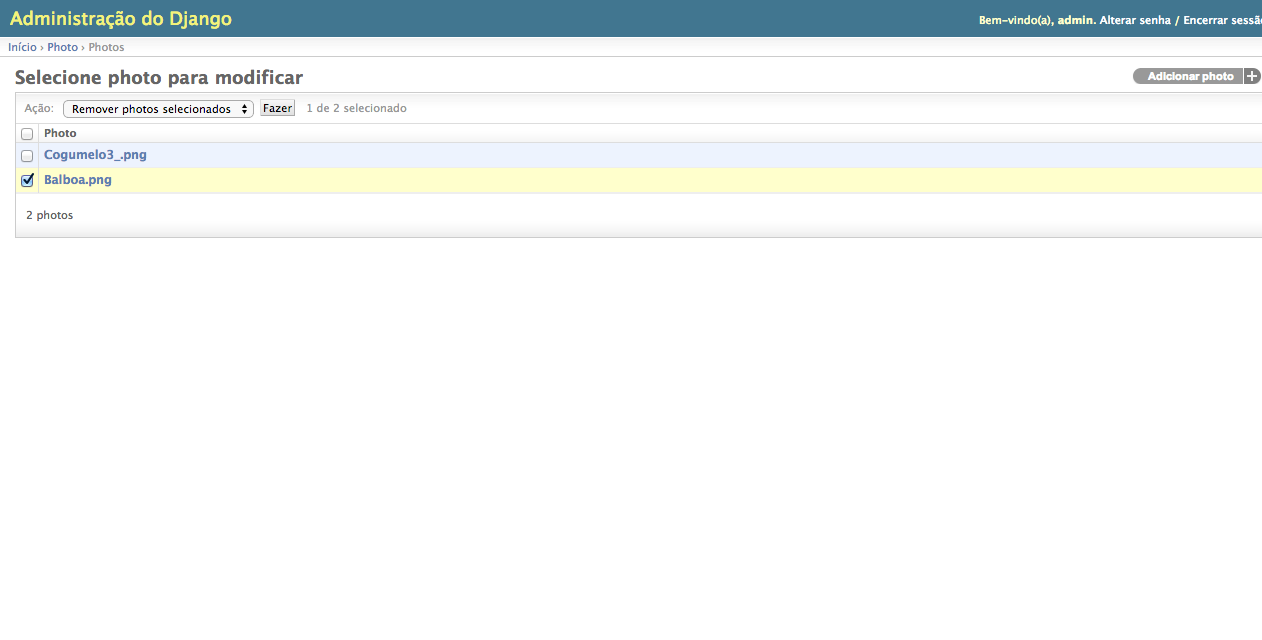 Administração do Django
Bem-vindo(a), admin. Alterar senha / Encerrar sessã
Início › Photo › Photos
Selecione photo para modificar
Adicionar photo +
Ação: Remover photos selecionados Fazer 1 de 2 selecionado
Photo
Cogumelo3_.png
Balboa.png
2 photos